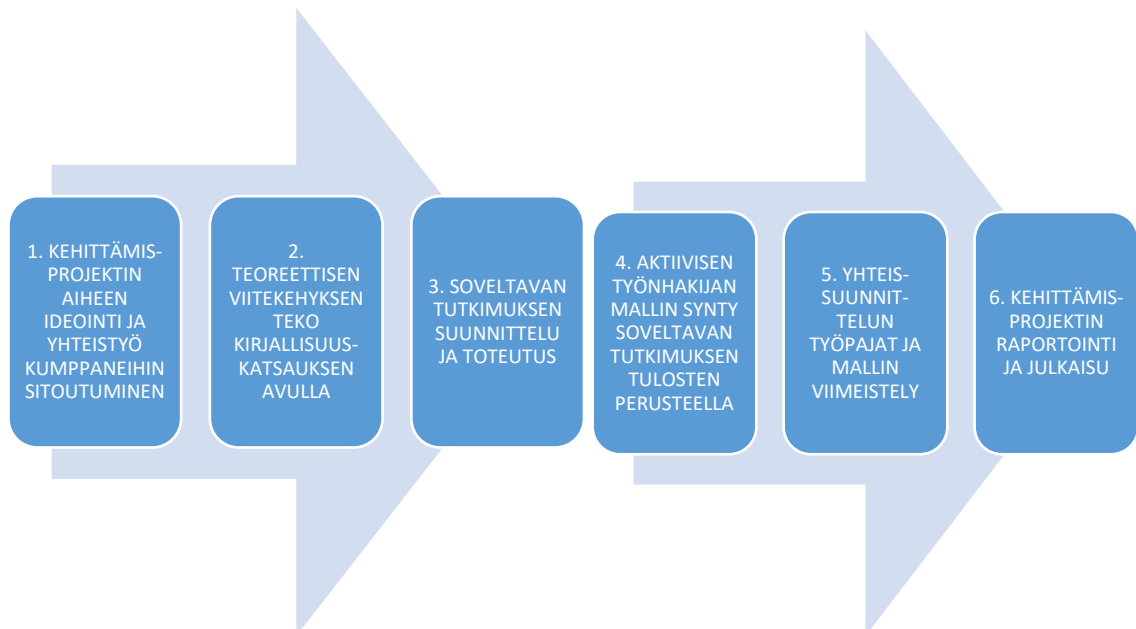 1. KEHITTÄMIS-
PROJEKTIN
AIHEEN
IDEOINTI JA
YHTEISTYÖ
KUMPPANEIHIN
SITOUTUMINEN
2.
TEOREETTISEN
VIITEKEHYKSEN
TEKO
KIRJALLISUUS-
KATSAUKSEN
AVULLA
3. SOVELTAVAN
TUTKIMUKSEN
SUUNNITTELU
JA TOTEUTUS
4. AKTIIVISEN
TYÖNHAKIJAN
MALLIN SYNTY
SOVELTAVAN
TUTKIMUKSEN
TULOSTEN
PERUSTEELLA
5. YHTEIS-
SUUNNIT-
TELUN
TYÖPAJAT JA
MALLIN
VIIMEISTELY
6. KEHITTÄMIS-
PROJEKTIN
RAPORTOINTI
JA JULKAISU